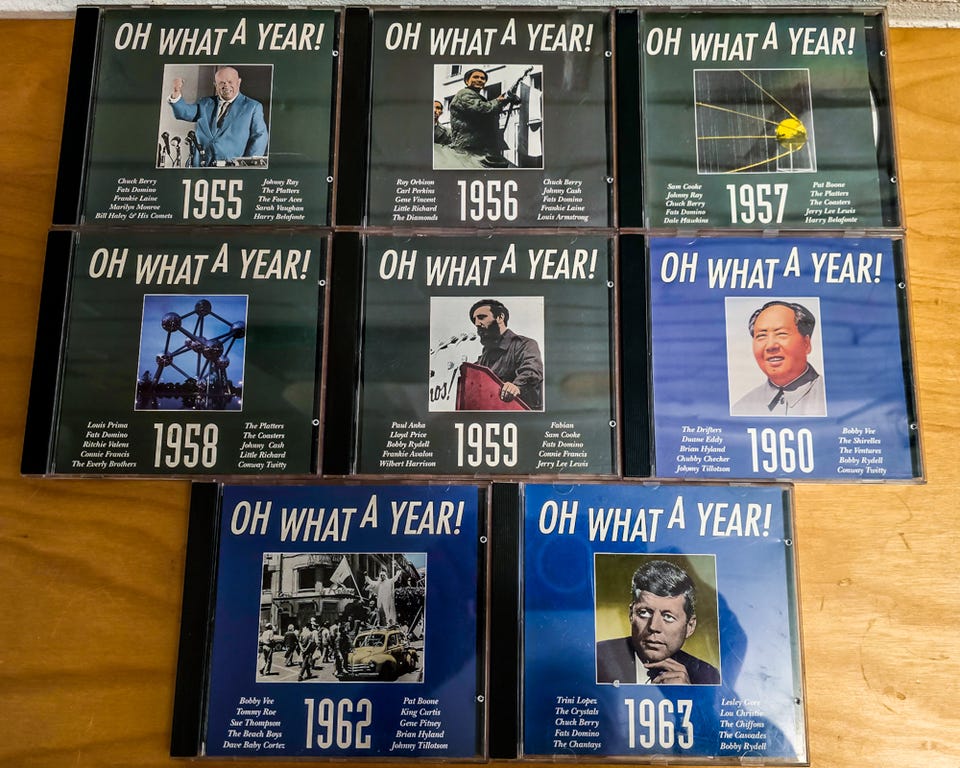 OH WHAT A YEAR!
Chuck Berry
Fats Domino
Frankie Laine
Marilyn Monroe
Bill Haley & His Comets
1955
Johnny Ray
The Platters
The Four Aces
Sarah Vaughan
Harry Belafonte
OH WHAT A YEAR!
Roy Orbison
Carl Perkins
Gene Vincent
Little Richard
The Diamonds
1956
Chuck Berry
Johnny Cash
Fats Domino
Frankie Laine
Louis Armstrong
OH WHAT A YEAR!
Sam Cooke
Johnny Ray
Chuck Berry
Fats Domino
Dale Hawkins
1957
Pat Boone
The Platters
The Coasters
Jerry Lee Lewis
Harry Belafonte
OH WHAT A YEAR!
Louis Prima
Fats Domino
Ritchie Valens
Connie Francis
The Everly Brothers
1958
The Platters
The Coasters
Johnny Cash
Little Richard
Conway Twitty
OH WHAT A YEAR!
ros!
Paul Anka
Lloyd Price
Bobby Rydell
Frankie Avalon
Wilbert Harrison
1959
Fabian
Sam Cooke
Fats Domino
Connie Francis
Jerry Lee Lewis
OH WHAT A YEAR!
The Drifters
Duane Eddy
Brian Hyland
Chubby Checker
Johnny Tillotson
1960
Bobby Vee
The Shirelles
The Ventures
Bobby Rydell
Conway Twitty
OH WHAT A YEAR!
Bobby Vee
Tommy Roe
Sue Thompson
The Beach Boys
Dave Baby Cortez
1962
Pat Boone
King Curtis
Gene Pitney
Brian Hyland
Johnny Tillotson
OH WHAT A YEAR!
Trini Lopez
The Crystals
Chuck Berry
Fats Domino
The Chantays
1963
Lesley Gore
Lou Christie
The Chiffons
The Cascades
Bobby Rydell